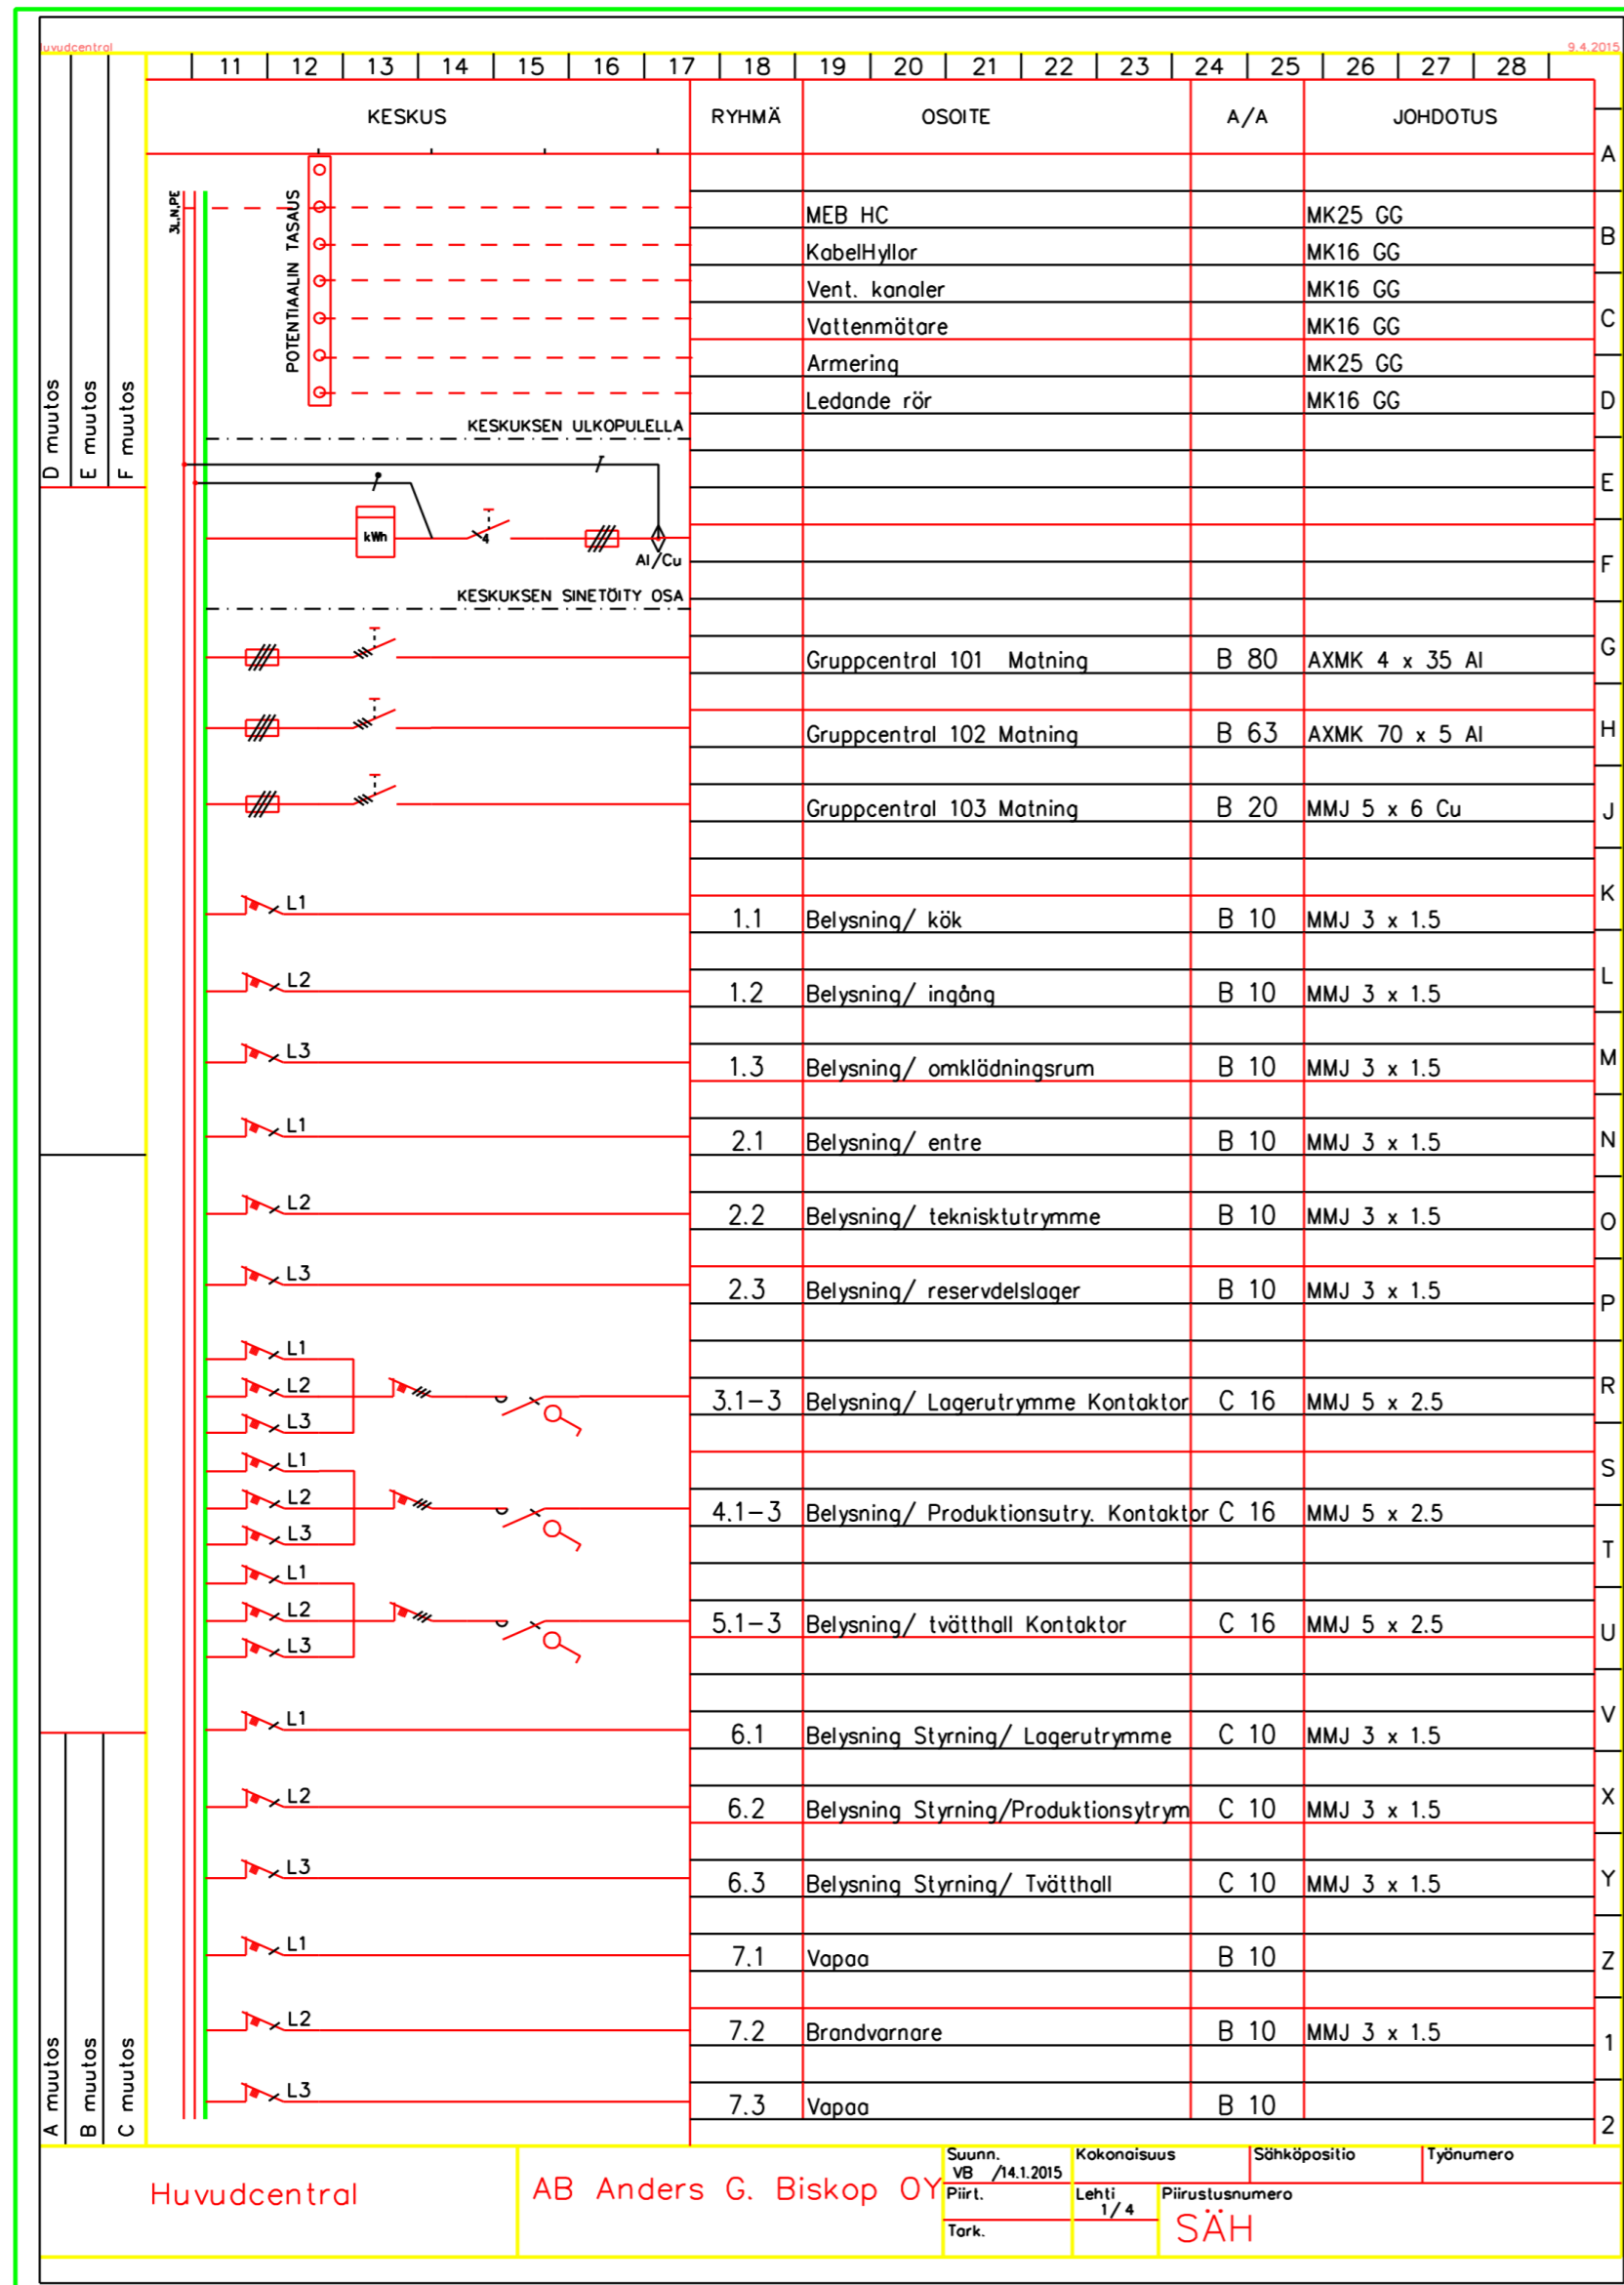 uvudcentral 9.4.2015
11 12 13 14 15 16 17 18 19 20 21 22 23 24 25 26 27 28
KESKUS RYHMÄ OSOITE A/A JOHDOTUS
A
B
C
D
E
F
G
H
J
K
L
M
N
O
P
R
S
T
U
V
X
Y
Z
1
2
D muutos
E muutos
F muutos
3L,N,PE
POTENTIAALIN TASAUS
MEB HC MK25 GG
KabelHyllor MK16 GG
Vent. kanaler MK16 GG
Vattenmätare MK16 GG
Armering MK25 GG
Ledande rör MK16 GG
KESKUKSEN ULKOPULELLA
kWh
4
Al/Cu
KESKUKSEN SINETÖITY OSA
Gruppcentral 101 Matning B 80 AXMK 4 x 35 Al
Gruppcentral 102 Matning B 63 AXMK 70 x 5 Al
Gruppcentral 103 Matning B 20 MMJ 5 x 6 Cu
L1 1.1 Belysning/ kök B 10 MMJ 3 x 1.5
L2 1.2 Belysning/ ingång B 10 MMJ 3 x 1.5
L3 1.3 Belysning/ omklädningsrum B 10 MMJ 3 x 1.5
L1 2.1 Belysning/ entre B 10 MMJ 3 x 1.5
L2 2.2 Belysning/ teknisktutrymme B 10 MMJ 3 x 1.5
L3 2.3 Belysning/ reservdelslager B 10 MMJ 3 x 1.5
L1
L2 3.1-3 Belysning/ Lagerutrymme Kontaktor C 16 MMJ 5 x 2.5
L3
L1
L2 4.1-3 Belysning/ Produktionsutry. Kontaktor C 16 MMJ 5 x 2.5
L3
L1
L2 5.1-3 Belysning/ tvätthall Kontaktor C 16 MMJ 5 x 2.5
L3
L1 6.1 Belysning Styrning/ Lagerutrymme C 10 MMJ 3 x 1.5
L2 6.2 Belysning Styrning/Produktionsytrym C 10 MMJ 3 x 1.5
L3 6.3 Belysning Styrning/ Tvätthall C 10 MMJ 3 x 1.5
L1 7.1 Vapaa B 10
L2 7.2 Brandvarnare B 10 MMJ 3 x 1.5
L3 7.3 Vapaa B 10
A muutos
B muutos
C muutos
Huvudcentral
AB Anders G. Biskop OY
Suunn. Kokonaisuus Sähköpositio Työnumero
VB /14.1.2015
Piirt. Lehti Piirustusnumero
1/4
SÄH
Tark.